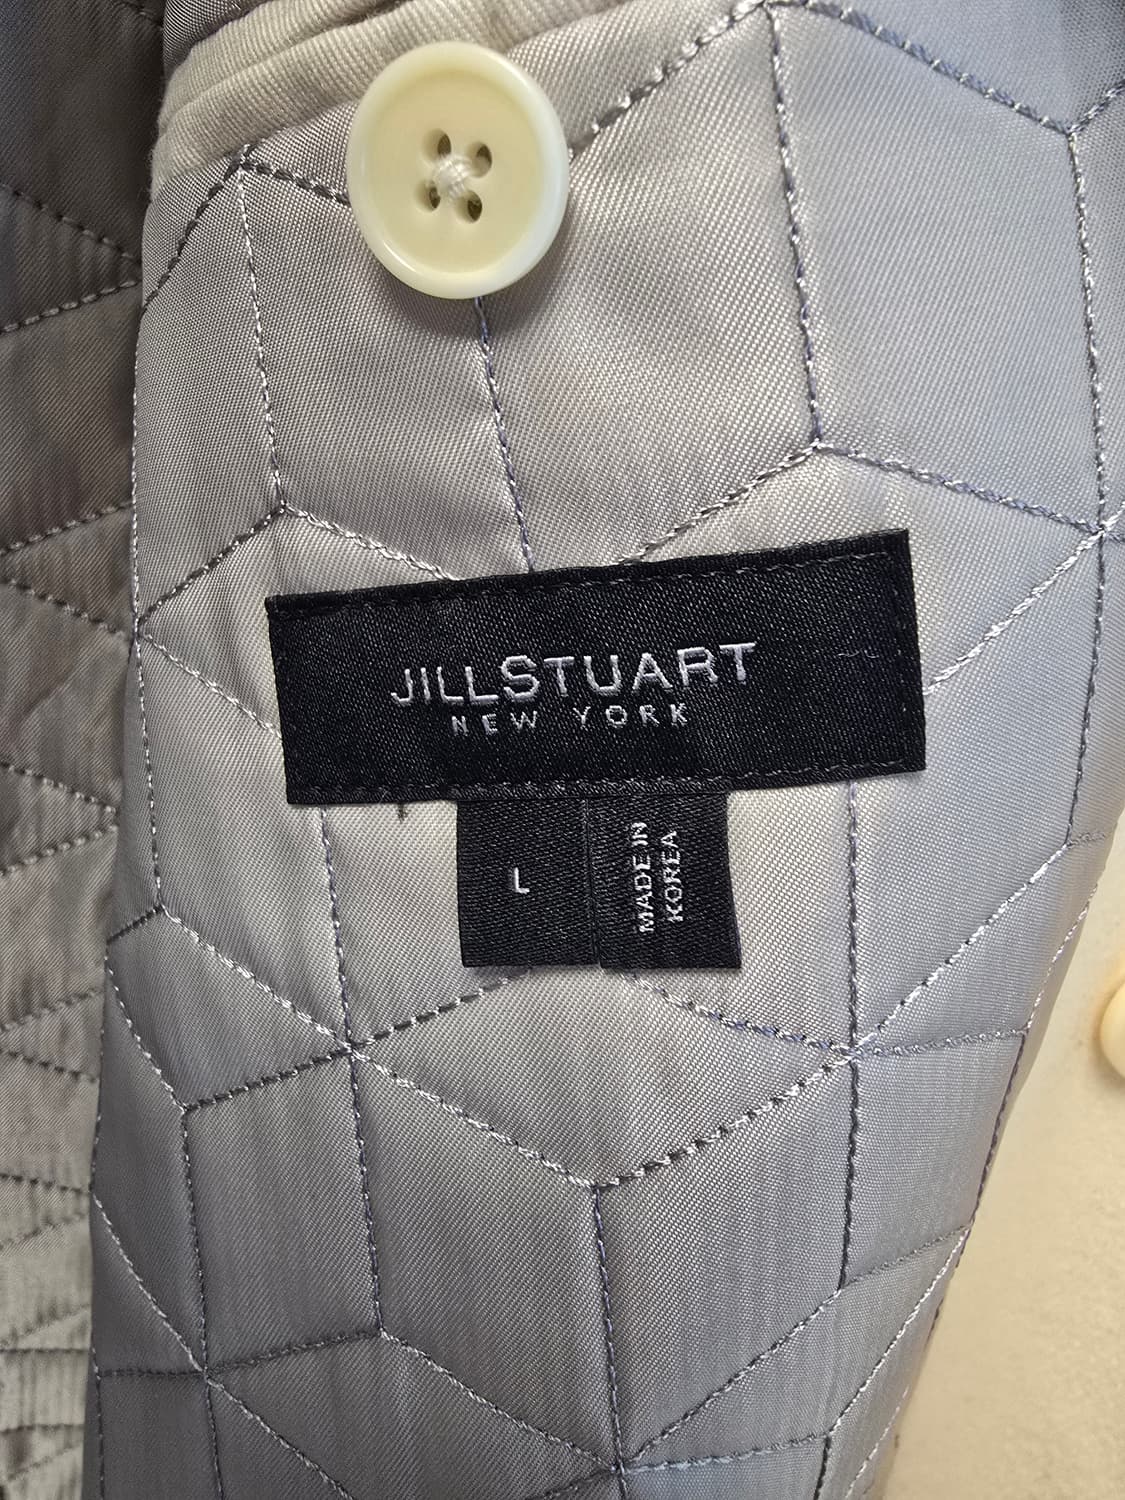 JILLSTUART
NEW YORK
L
MADE IN
KOREA